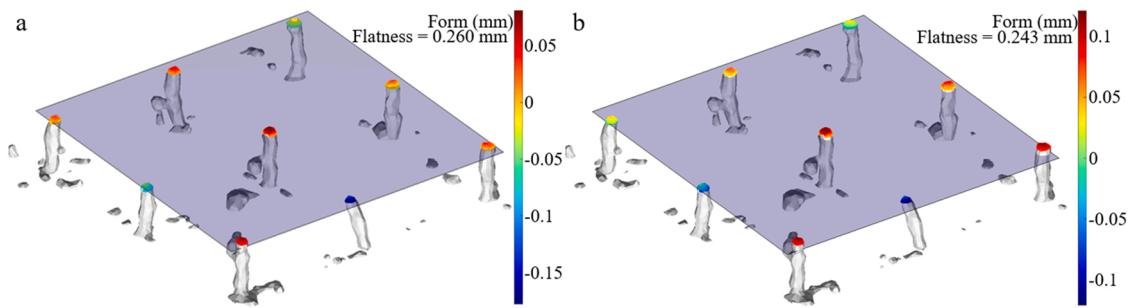 a
Form (mm)
Flatness = 0.260 mm
0.05
0
-0.05
-0.1
-0.15
b
Form (mm)
Flatness = 0.243 mm
0.1
0.05
0
-0.05
-0.1